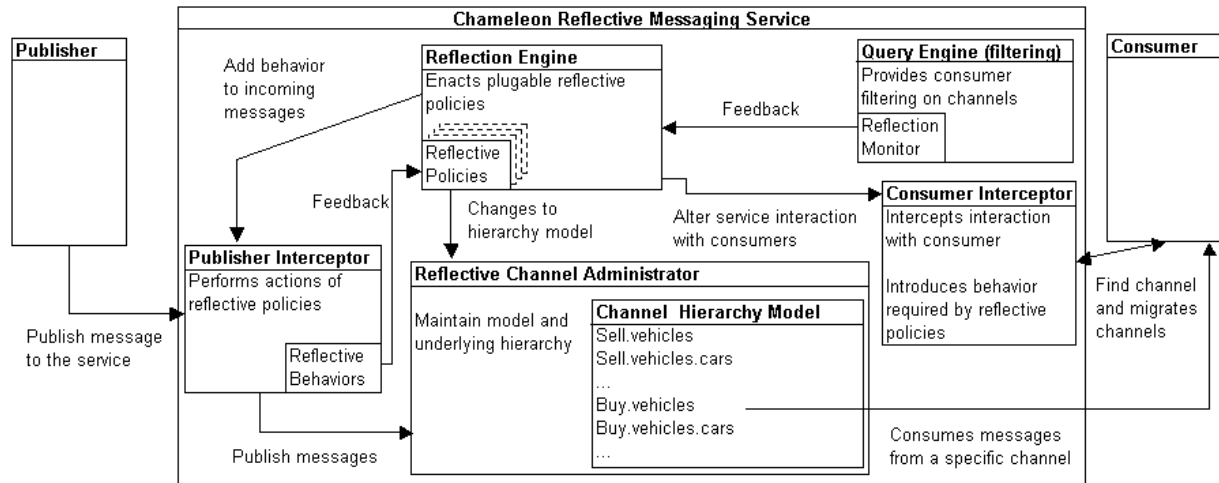 Chameleon Reflective Messaging Service
Publisher
Add behavior
to incoming
messages
Reflection Engine
Enacts plugable reflective
policies
Reflective
Policies
Feedback
Query Engine (filtering)
Provides consumer
filtering on channels
Reflection
Monitor
Consumer
Feedback
Changes to
hierarchy model
Alter service interaction
with consumers
Consumer Interceptor
Intercepts interaction
with consumer
Introduces behavior
required by reflective
policies
Find channel
and migrates
channels
Publisher Interceptor
Performs actions of
reflective policies
Reflective
Behaviors
Publish message
to the service
Reflective Channel Administrator
Maintain model and
underlying hierarchy
Channel Hierarchy Model
Sell.vehicles
Sell.vehicles.cars
...
Buy.vehicles
Buy.vehicles.cars
...
Publish messages
Consumes messages
from a specific channel